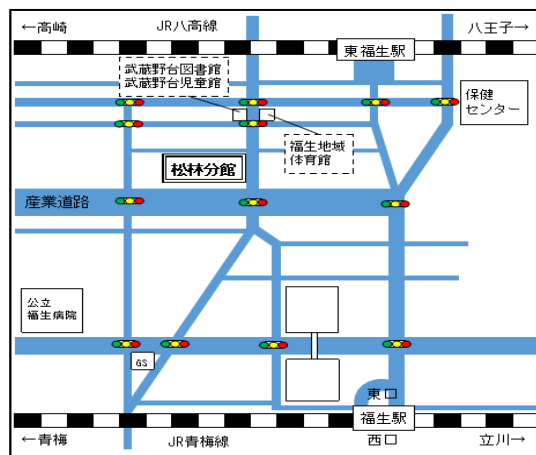 ←高崎
JR八高線
八王子→
東福生駅
武蔵野台図書館
武蔵野台児童館
保健
センター
福生地域
体育館
松林分館
産業道路
公立
福生病院
GS
東口
福生駅
←青梅
JR青梅線
西口
立川→